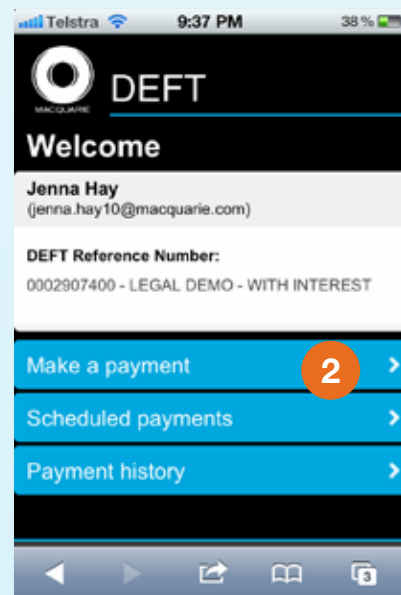 Telstra 9:37 PM 38%
MACQUARIE
DEFT
Welcome
Jenna Hay
(jenna.hay10@macquarie.com)
DEFT Reference Number:
0002907400 - LEGAL DEMO - WITH INTEREST
Make a payment 2
Scheduled payments
Payment history
3